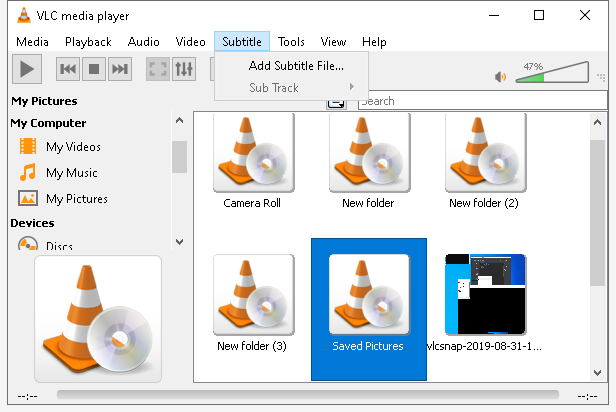 VLC media player
Media Playback Audio Video Subtitle Tools View Help
Add Subtitle File...
Sub Track
47%
My Pictures
Search
My Computer
My Videos
My Music
My Pictures
Devices
Discs
Camera Roll
New folder
New folder (2)
New folder (3)
Saved Pictures
vlcsnap-2019-08-31-1...
--:--
--:--